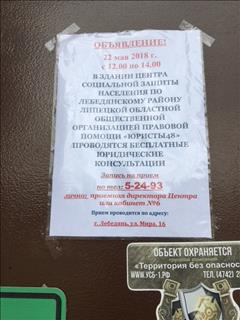 ОБЪЯВЛЕНИЕ!
22 мая 2018 г.
с 12.00 по 14.00
В ЗДАНИИ ЦЕНТРА
СОЦИАЛЬНОЙ ЗАЩИТЫ
НАСЕЛЕНИЯ ПО
ЛЕБЕДЯНСКОМУ РАЙОНУ
ЛИПЕЦКОЙ ОБЛАСТНОЙ
ОБЩЕСТВЕННОЙ
ОРГАНИЗАЦИЕЙ ПРАВОВОЙ
ПОМОЩИ «ЮРИСТЫ48»
ПРОВОДЯТСЯ БЕСПЛАТНЫЕ
ЮРИДИЧЕСКИЕ
КОНСУЛЬТАЦИИ
Запись на прием
по тел: 5-24-93
лично: приемная директора Центра
или кабинет №6
Прием проводится по адресу:
г. Лебедянь, ул. Мира, 16
ОБЪЕКТ ОХРАНЯЕТСЯ
«Территория без опаснос
WWW.УСБ-1.РФ ТЕЛ. (4742) 2